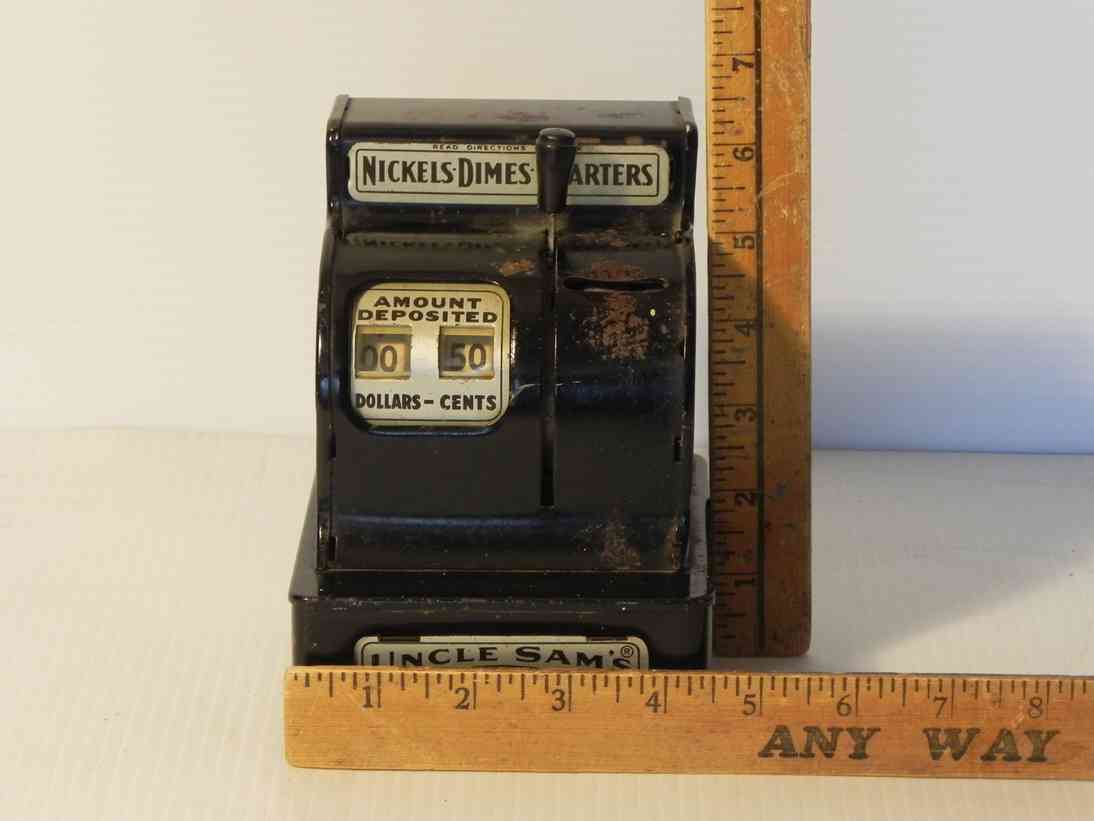 READ DIRECTIONS
NICKELS·DIMES· ARTERS
AMOUNT
DEPOSITED
00 50
DOLLARS – CENTS
UNCLE SAM'S®
7
6
5
4
3
2
1
1 2 3 4 5 6 7 8
ANY WAY